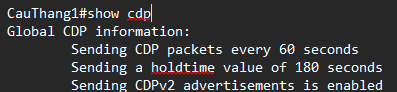 CauThang1#show cdp
Global CDP information:
Sending CDP packets every 60 seconds
Sending a holdtime value of 180 seconds
Sending CDPv2 advertisements is enabled